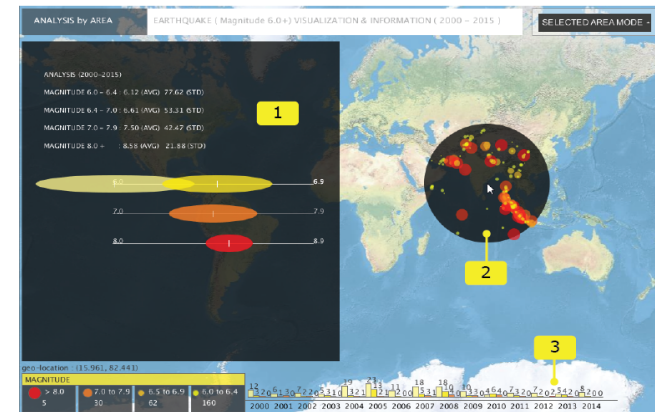 ANALYSIS by AREA
EARTHQUAKE ( Magnitude 6.0+) VISUALIZATION & INFORMATION ( 2000 - 2015 )
SELECTED AREA MODE -
ANALYSIS (2000-2015)
MAGNITUDE 6.0 - 6.4 : 6.12 (AVG) 77.62 (STD)
MAGNITUDE 6.4 - 7.0 : 6.61 (AVG) 53.31 (STD)
MAGNITUDE 7.0 - 7.9 : 7.50 (AVG) 42.47 (STD)
MAGNITUDE 8.0 + : 8.58 (AVG) 21.88 (STD)
1
6.0 6.9
7.0 7.9
8.0 8.9
2
3
geo-location : (15.961, 82.441)
MAGNITUDE
> 8.0 7.0 to 7.9 6.5 to 6.9 6.0 to 6.4
5 30 62 160
2000 2001 2002 2003 2004 2005 2006 2007 2008 2009 2010 2011 2012 2013 2014